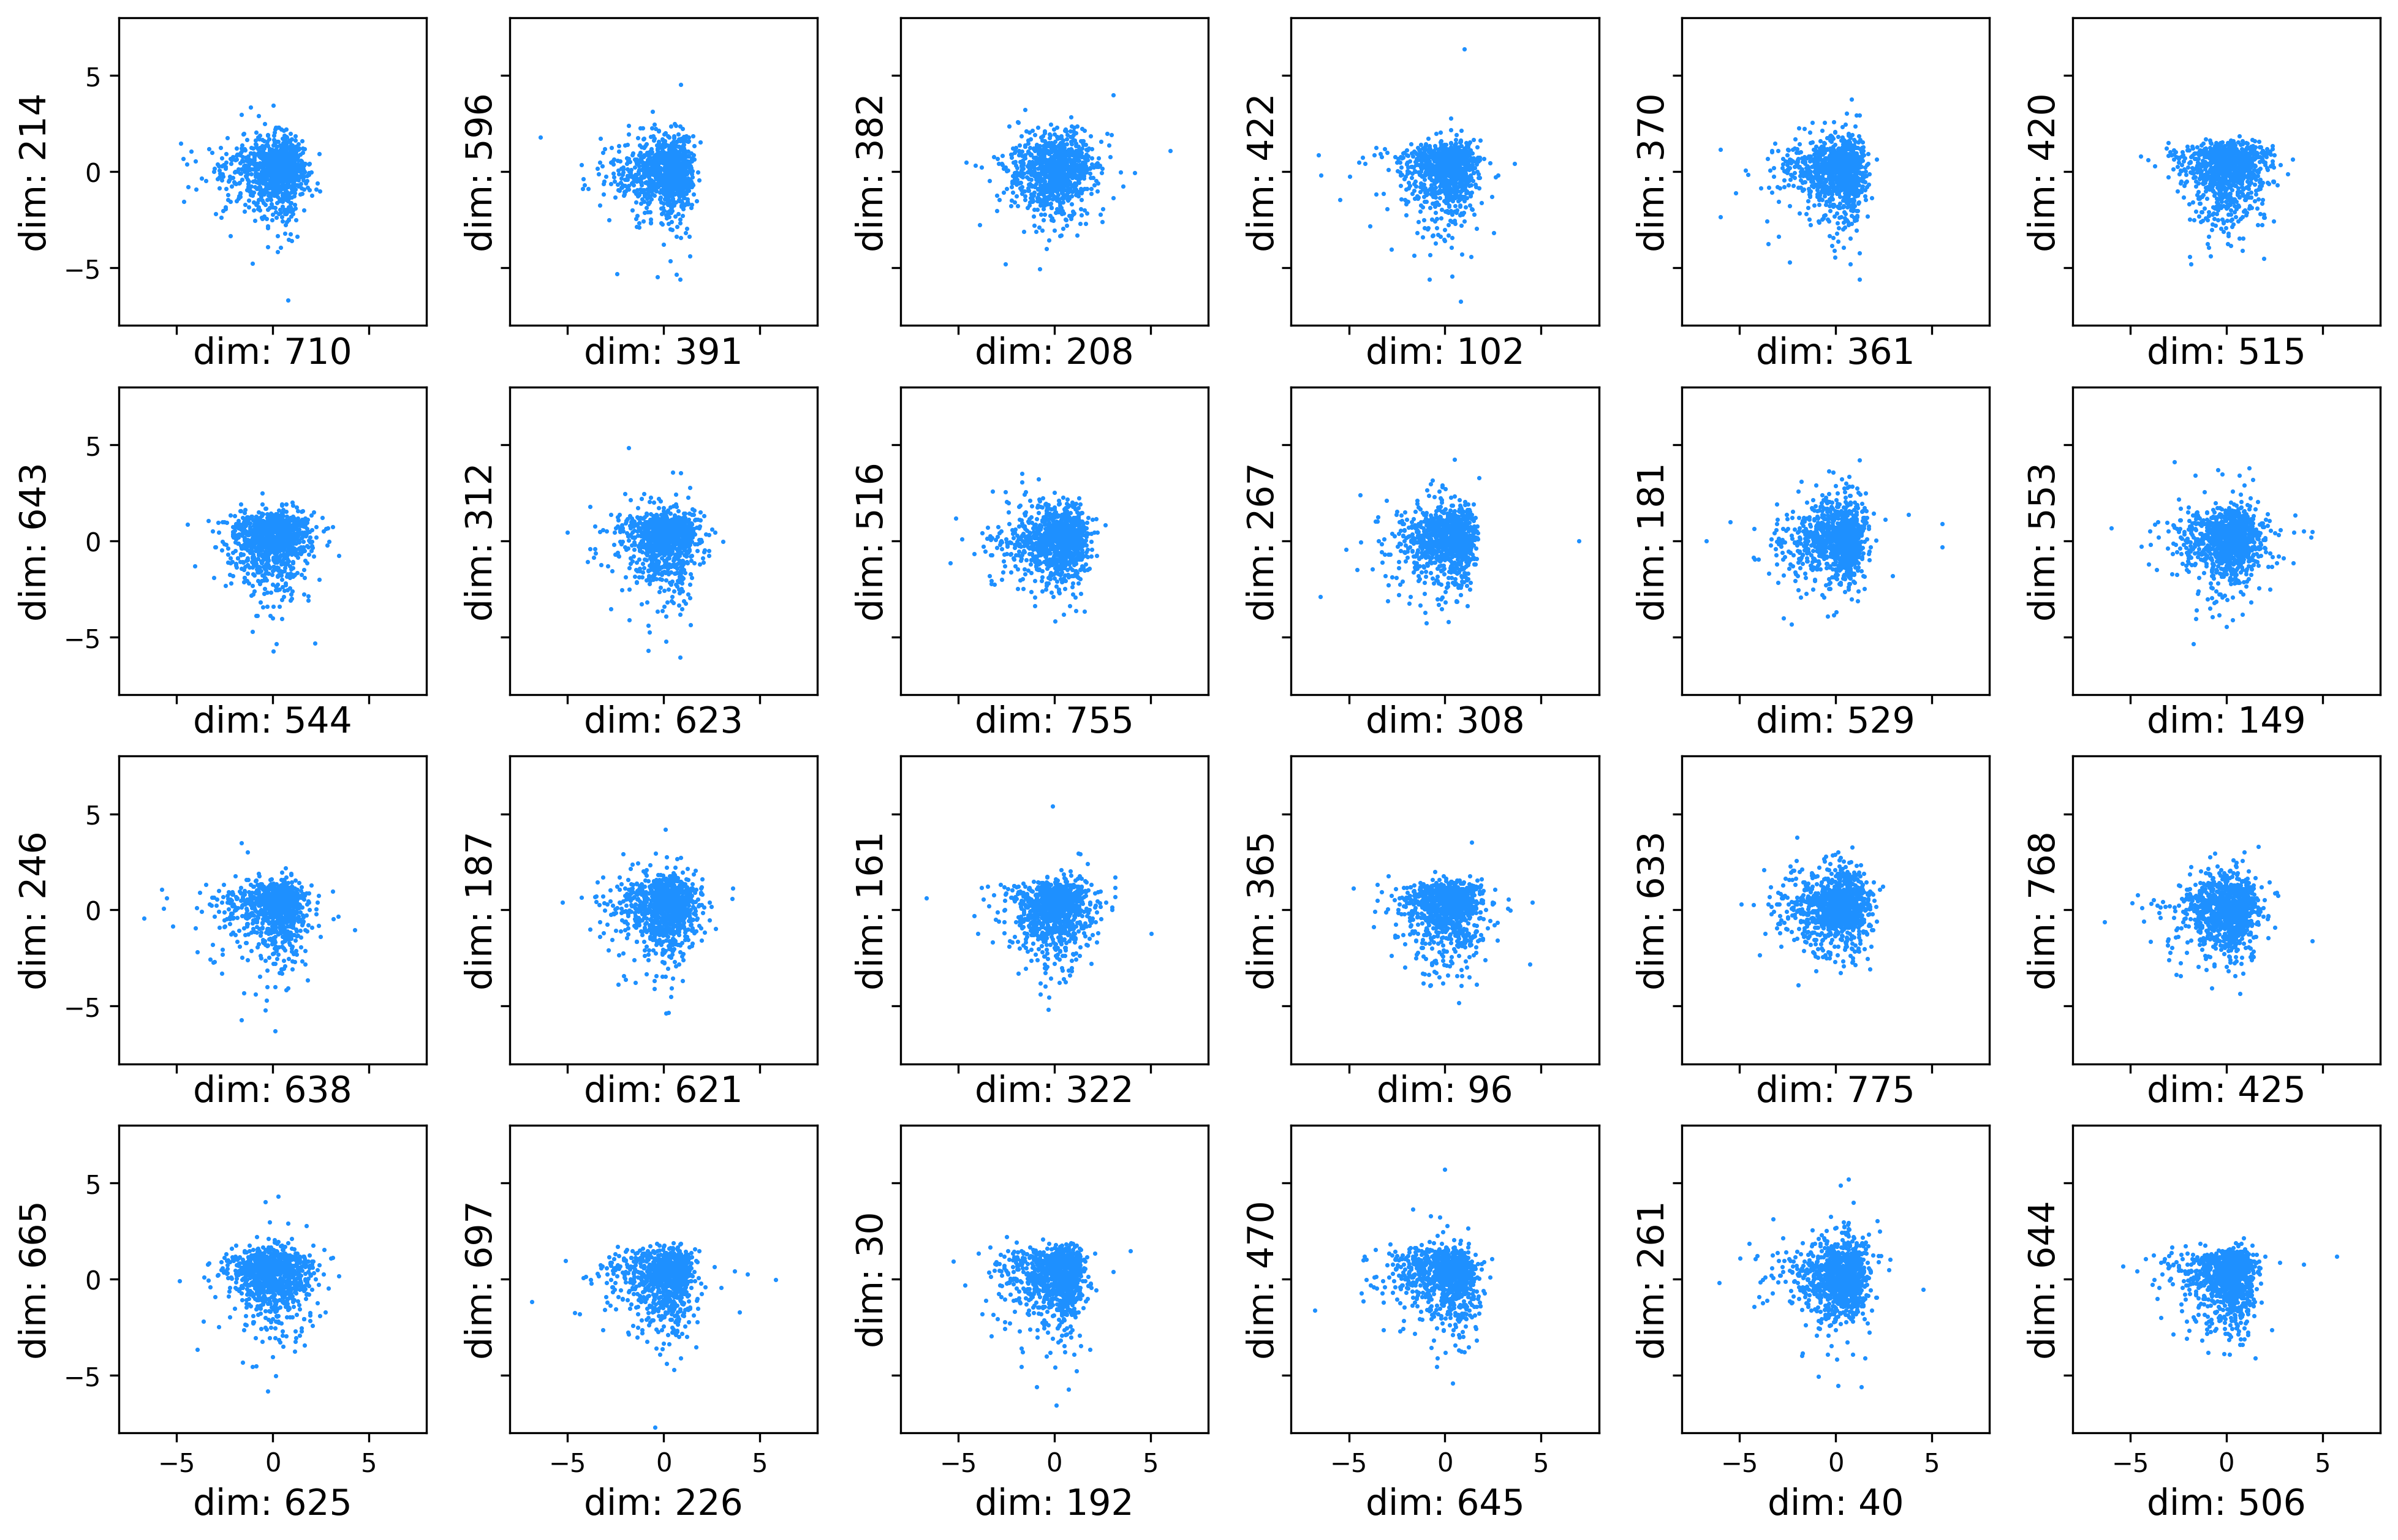 dim: 214
5
0
−5
dim: 710
dim: 596
dim: 391
dim: 382
dim: 208
dim: 422
dim: 102
dim: 370
dim: 361
dim: 420
dim: 515
dim: 643
5
0
−5
dim: 544
dim: 312
dim: 623
dim: 516
dim: 755
dim: 267
dim: 308
dim: 181
dim: 529
dim: 553
dim: 149
dim: 246
5
0
−5
dim: 638
dim: 187
dim: 621
dim: 161
dim: 322
dim: 365
dim: 96
dim: 633
dim: 775
dim: 768
dim: 425
dim: 665
5
0
−5
−5 0 5
dim: 625
dim: 697
−5 0 5
dim: 226
dim: 30
−5 0 5
dim: 192
dim: 470
−5 0 5
dim: 645
dim: 261
−5 0 5
dim: 40
dim: 644
−5 0 5
dim: 506